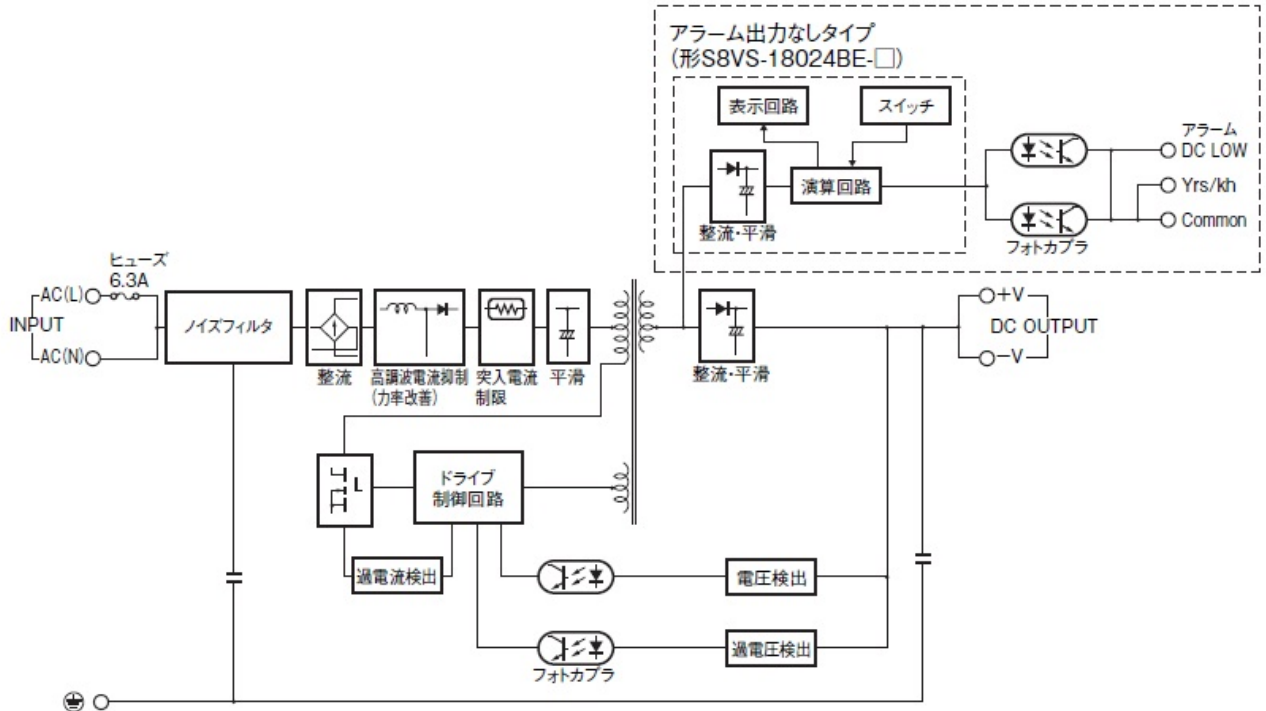 アラーム出力なしタイプ
(形S8VS-18024BE-□)
表示回路
スイッチ
演算回路
整流・平滑
アラーム
DC LOW
Yrs/kh
Common
フォトカプラ
ヒューズ
6.3A
AC(L)
INPUT
AC(N)
ノイズフィルタ
整流
高調波電流抑制
(力率改善)
突入電流
制限
平滑
整流・平滑
+V
DC OUTPUT
−V
ドライブ
制御回路
過電流検出
電圧検出
過電圧検出
フォトカプラ